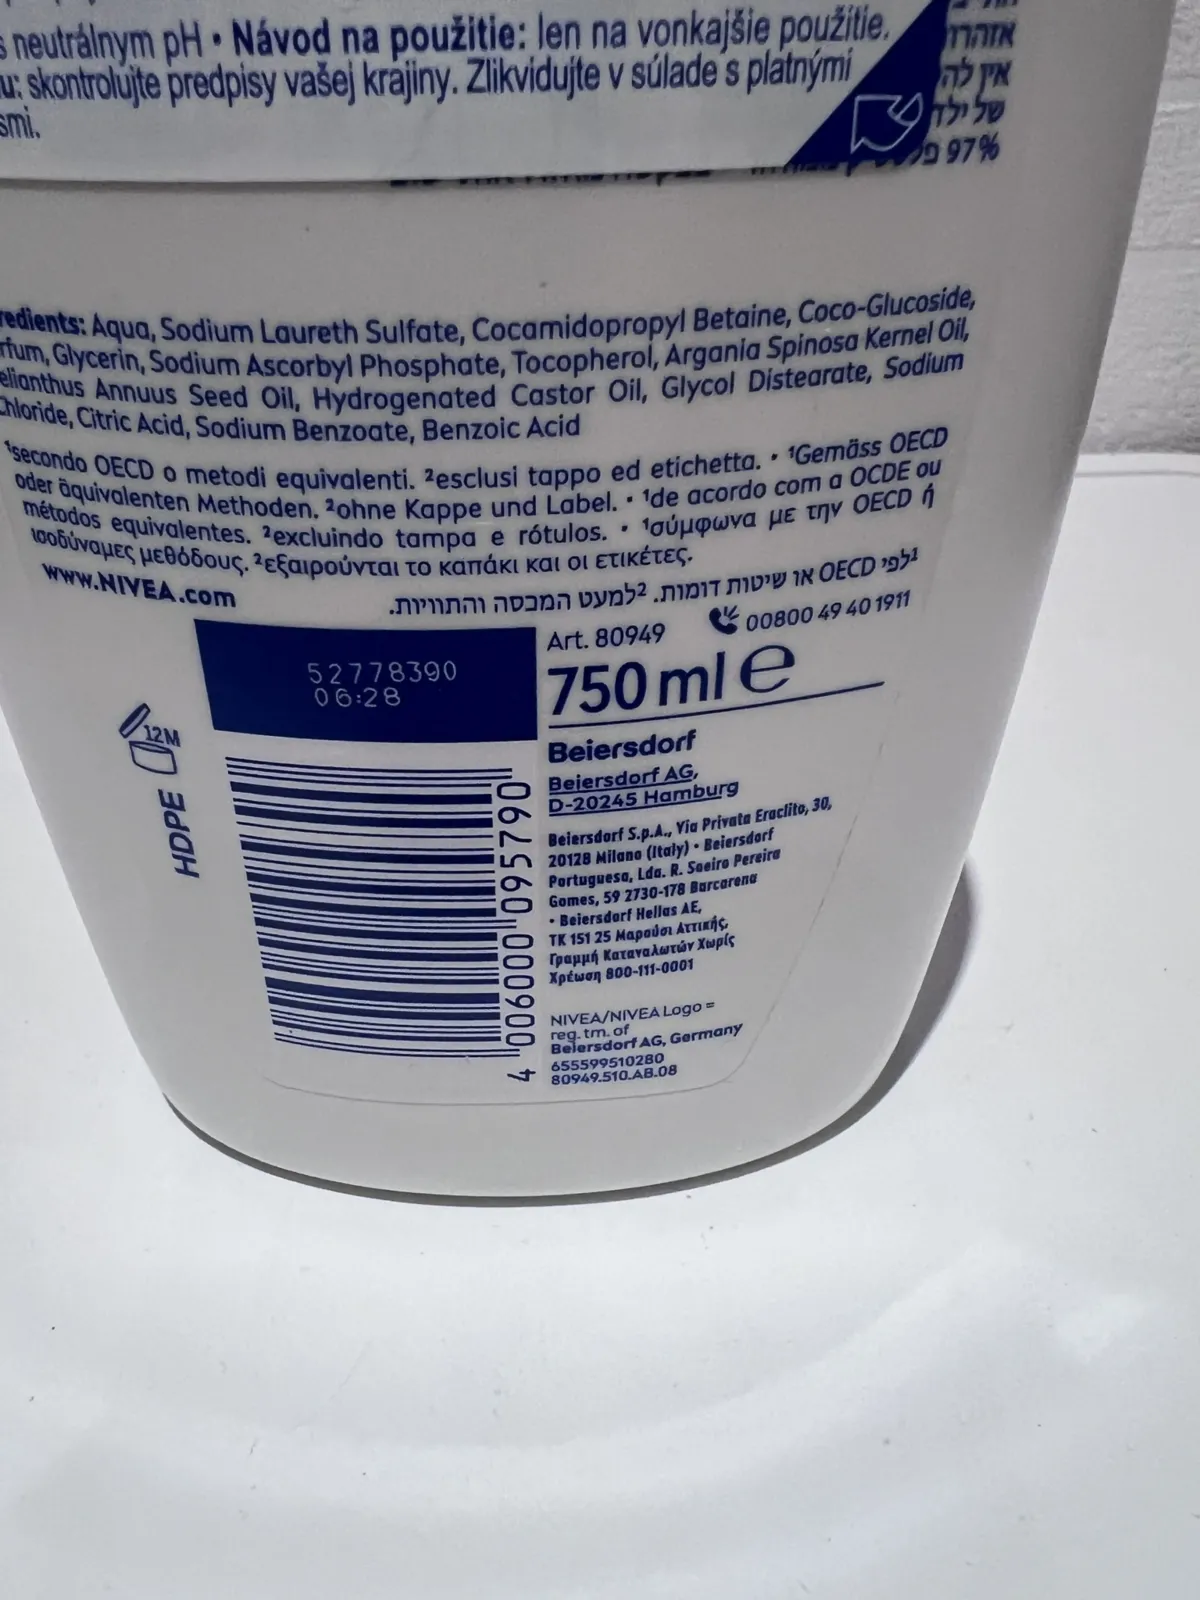 neutrálnym pH • Návod na použitie: len na vonkajšie použitie.
skontrolujte predpisy vašej krajiny. Zlikvidujte v súlade s platnými
אזהרה
אין
של
97%
redients: Aqua, Sodium Laureth Sulfate, Cocamidopropyl Betaine, Coco-Glucoside,
rfum, Glycerin, Sodium Ascorbyl Phosphate, Tocopherol, Argania Spinosa Kernel Oil,
elianthus Annuus Seed Oil, Hydrogenated Castor Oil, Glycol Distearate, Sodium
Chloride, Citric Acid, Sodium Benzoate, Benzoic Acid
¹secondo OECD o metodi equivalenti. ²esclusi tappo ed etichetta. • ¹Gemäss OECD
oder äquivalenten Methoden. ²ohne Kappe und Label. • ¹de acordo com a OCDE ou
métodos equivalentes. ²excluindo tampa e rótulos. • ¹σύμφωνα με την OECD ή
ισοδύναμες μεθόδους. ²εξαιρούνται το καπάκι και οι ετικέτες.
¹לפי OECD או שיטות דומות. ²למעט המכסה והתוויות.
www.NIVEA.com
Art. 80949
00800 49 40 1911
52778390
06:28
750 ml e
12M
HDPE
Beiersdorf
Beiersdorf AG,
D-20245 Hamburg
Beiersdorf S.p.A., Via Privata Eraclito, 30,
20128 Milano (Italy) • Beiersdorf
Portuguesa, Lda. R. Soeiro Pereira
Gomes, 59 2730-178 Barcarena
• Beiersdorf Hellas AE,
ΤΚ 151 25 Μαρούσι Αττικής,
Γραμμή Καταναλωτών Χωρίς
Χρέωση 800-111-0001
4 006000 095790
NIVEA/NIVEA Logo =
reg. tm. of
Beiersdorf AG, Germany
655599510280
80949.510.AB.08